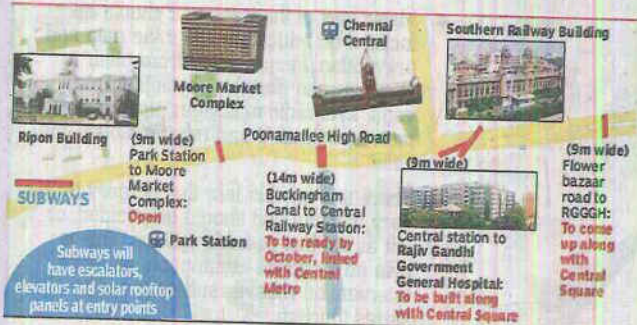 Chennai
Central
Southern Railway Building
Moore Market
Complex
Ripon Building
Poonamallee High Road
(9m wide)
Park Station
to Moore
Market
Complex:
Open
SUBWAYS
Park Station
(14m wide)
Buckingham
Canal to Central
Railway Station:
To be ready by
October, linked
with Central
Metro
(9m wide)
Central station to
Rajiv Gandhi
Government
General Hospital:
To be built along
with Central Square
(9m wide)
Flower
bazaar
road to
RGGGH:
To come
up along
with
Central
Square
Subways will
have escalators,
elevators and solar rooftop
panels at entry points